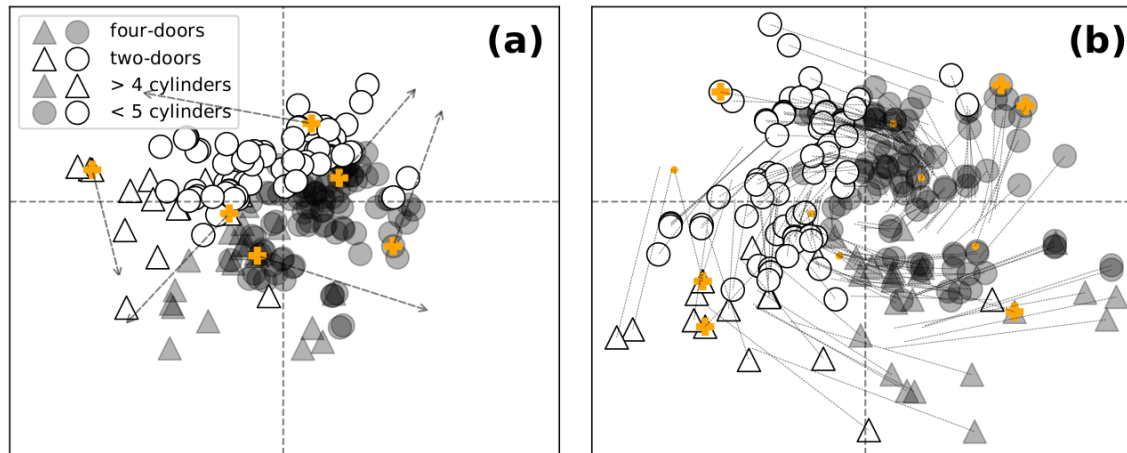 four-doors
two-doors
> 4 cylinders
< 5 cylinders
(a)
(b)